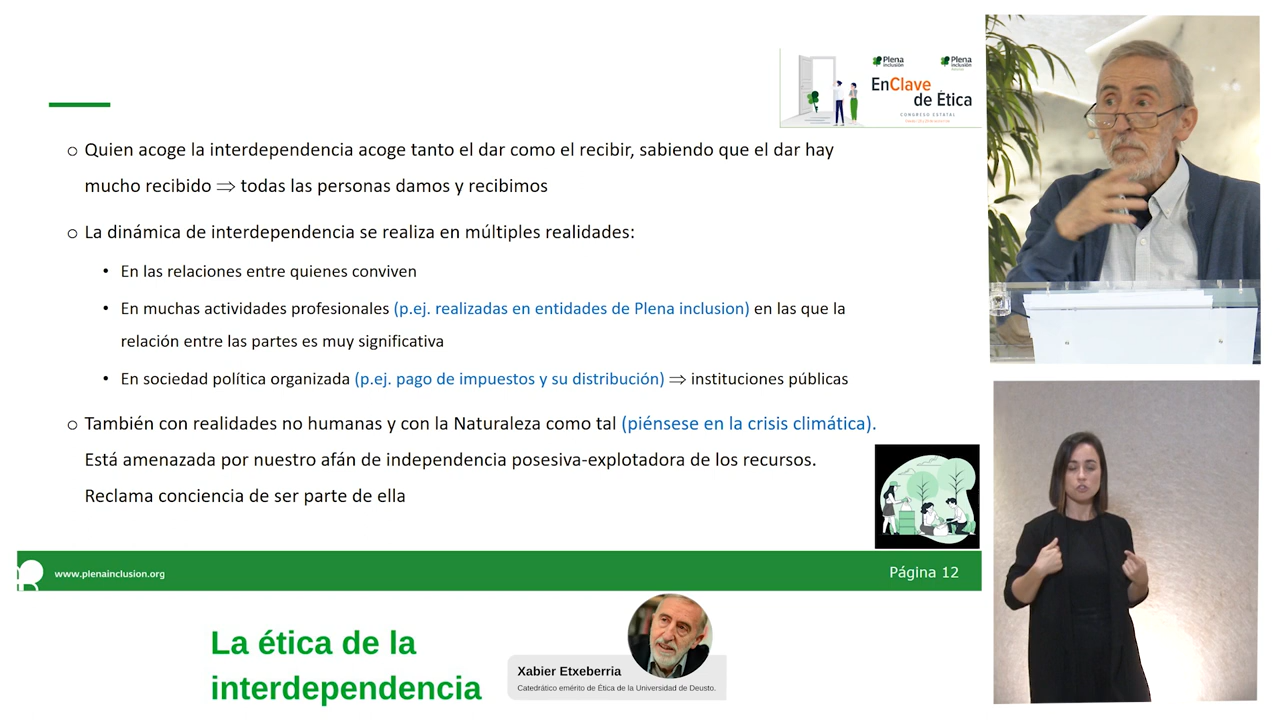 Plena
inclusión
Plena
inclusión
EnClave
de Ética
CONGRESO ESTATAL
Quien acoge la interdependencia acoge tanto el dar como el recibir, sabiendo que el dar hay
mucho recibido ⇒ todas las personas damos y recibimos
La dinámica de interdependencia se realiza en múltiples realidades:
En las relaciones entre quienes conviven
En muchas actividades profesionales (p.ej. realizadas en entidades de Plena inclusion) en las que la
relación entre las partes es muy significativa
En sociedad política organizada (p.ej. pago de impuestos y su distribución) ⇒ instituciones públicas
También con realidades no humanas y con la Naturaleza como tal (piénsese en la crisis climática).
Está amenazada por nuestro afán de independencia posesiva-explotadora de los recursos.
Reclama conciencia de ser parte de ella
www.plenainclusion.org
Página 12
La ética de la
interdependencia
Xabier Etxeberria
Catedrático emérito de Ética de la Universidad de Deusto.